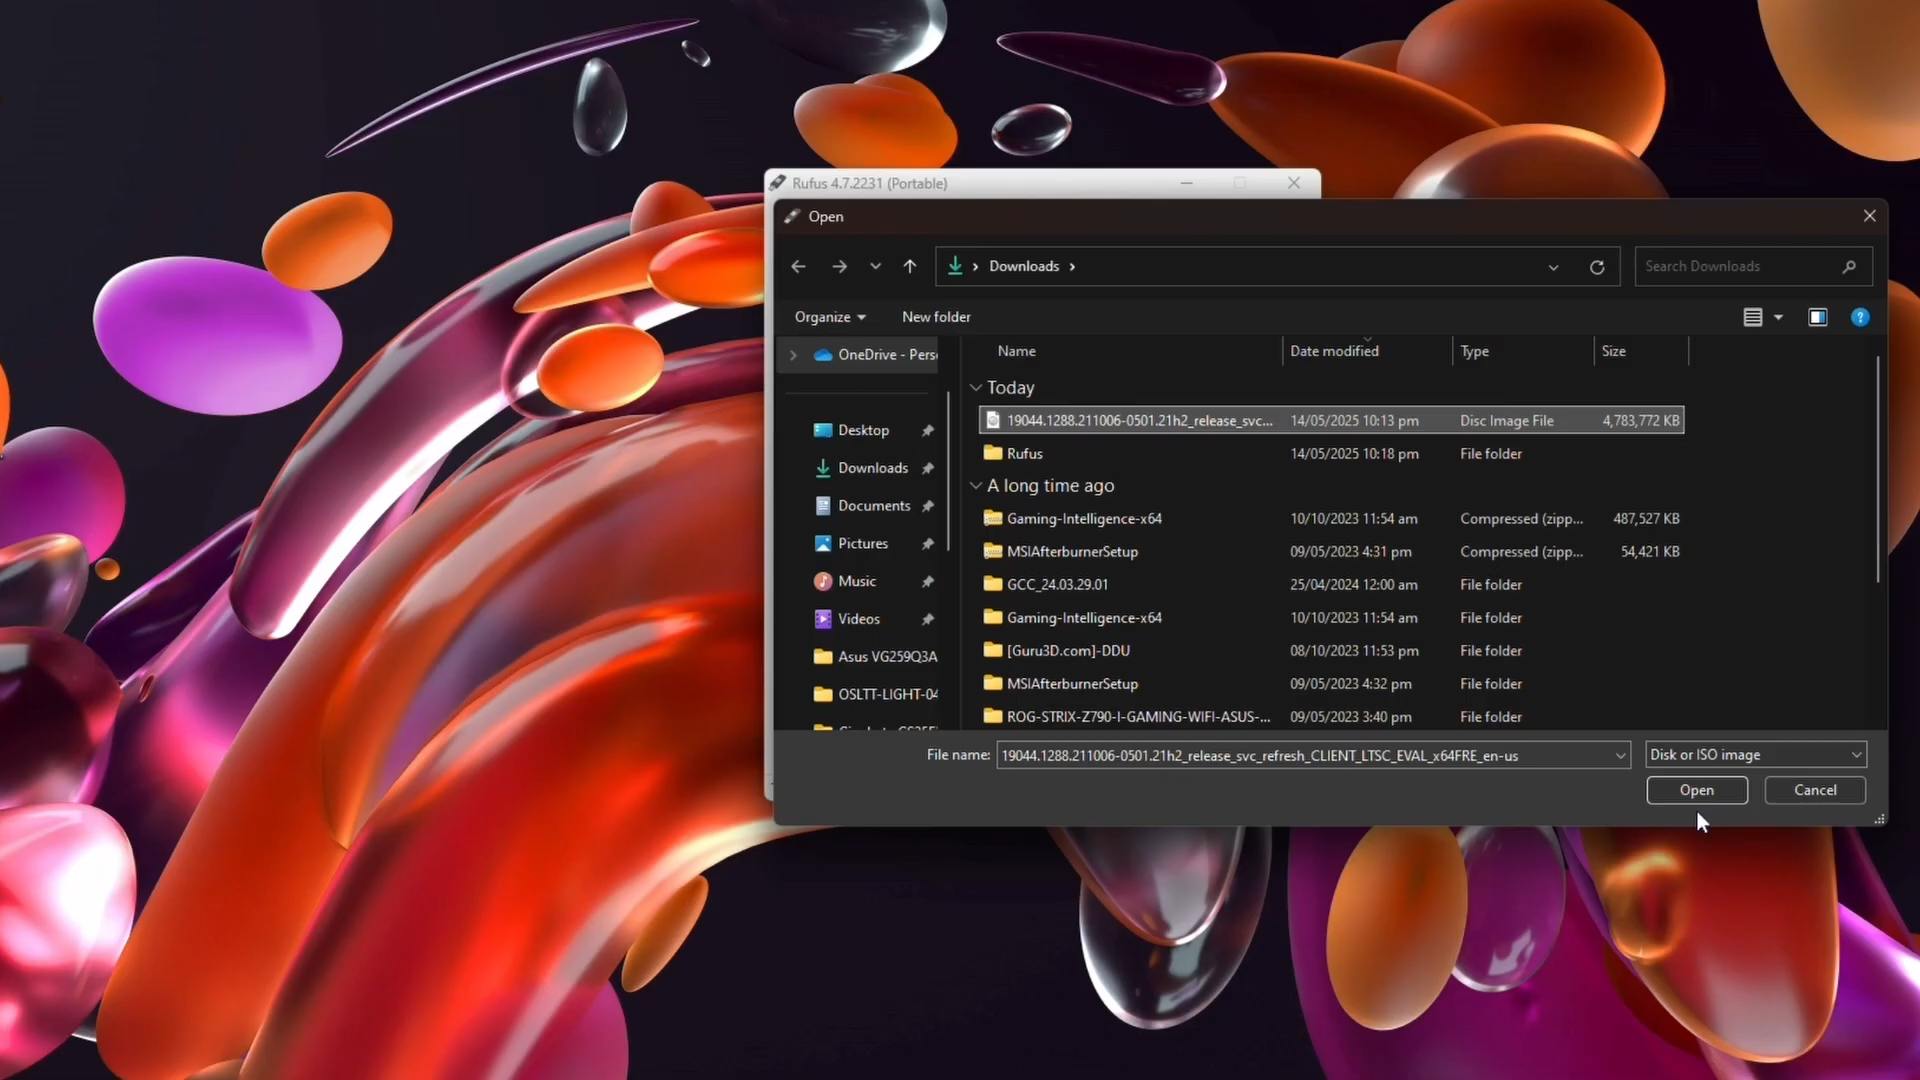 Rufus 4.7.2231 (Portable)
Open
Downloads
Search Downloads
Organize
New folder
Name Date modified Type Size
OneDrive - Pers
Desktop
Downloads
Documents
Pictures
Music
Videos
Asus VG259Q3A
OSLTT-LIGHT-04
Today
19044.1288.211006-0501.21h2_release_svc... 14/05/2025 10:13 pm Disc Image File 4,783,772 KB
Rufus 14/05/2025 10:18 pm File folder
A long time ago
Gaming-Intelligence-x64 10/10/2023 11:54 am Compressed (zipp... 487,527 KB
MSIAfterburnerSetup 09/05/2023 4:31 pm Compressed (zipp... 54,421 KB
GCC_24.03.29.01 25/04/2024 12:00 am File folder
Gaming-Intelligence-x64 10/10/2023 11:54 am File folder
[Guru3D.com]-DDU 08/10/2023 11:53 pm File folder
MSIAfterburnerSetup 09/05/2023 4:32 pm File folder
ROG-STRIX-Z790-I-GAMING-WIFI-ASUS-... 09/05/2023 3:40 pm File folder
File name: 19044.1288.211006-0501.21h2_release_svc_refresh_CLIENT_LTSC_EVAL_x64FRE_en-us Disk or ISO image
Open Cancel